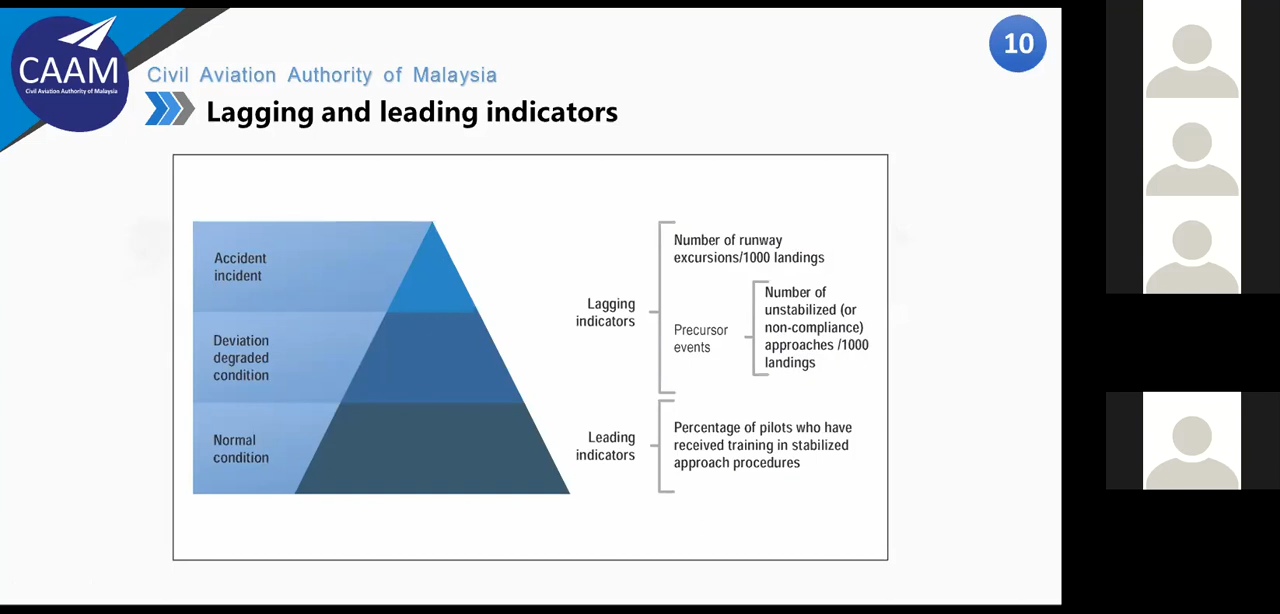 10
CAAM
Civil Aviation Authority of Malaysia
Civil Aviation Authority of Malaysia
Lagging and leading indicators
Accident
incident
Deviation
degraded
condition
Normal
condition
Lagging
indicators
Number of runway
excursions/1000 landings
Precursor
events
Number of
unstabilized (or
non-compliance)
approaches /1000
landings
Leading
indicators
Percentage of pilots who have
received training in stabilized
approach procedures